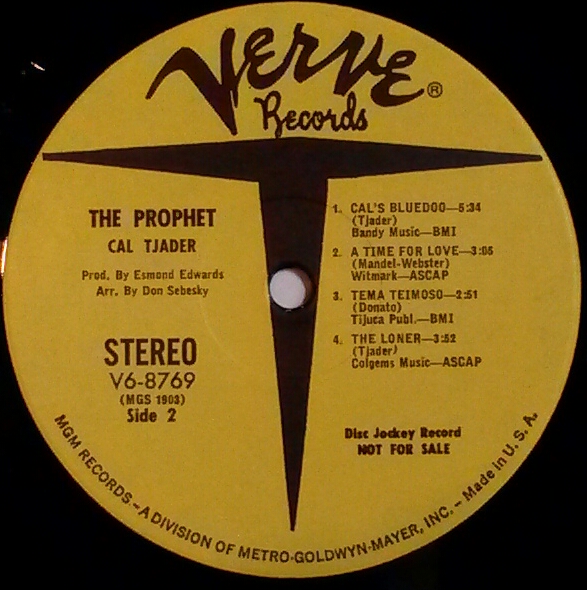 VERVE ®
Records
THE PROPHET
CAL TJADER
Prod. By Esmond Edwards
Arr. By Don Sebesky
STEREO
V6-8769
(MGS 1903)
Side 2
1. CAL'S BLUEDOO—5:34
(Tjader)
Bandy Music—BMI
2. A TIME FOR LOVE—3:05
(Mandel-Webster)
Witmark—ASCAP
3. TEMA TEIMOSO—2:51
(Donato)
Tijuca Publ.—BMI
4. THE LONER—3:52
(Tjader)
Colgems Music—ASCAP
Disc Jockey Record
NOT FOR SALE
MGM RECORDS—A DIVISION OF METRO-GOLDWYN-MAYER, INC. – Made in U. S. A.